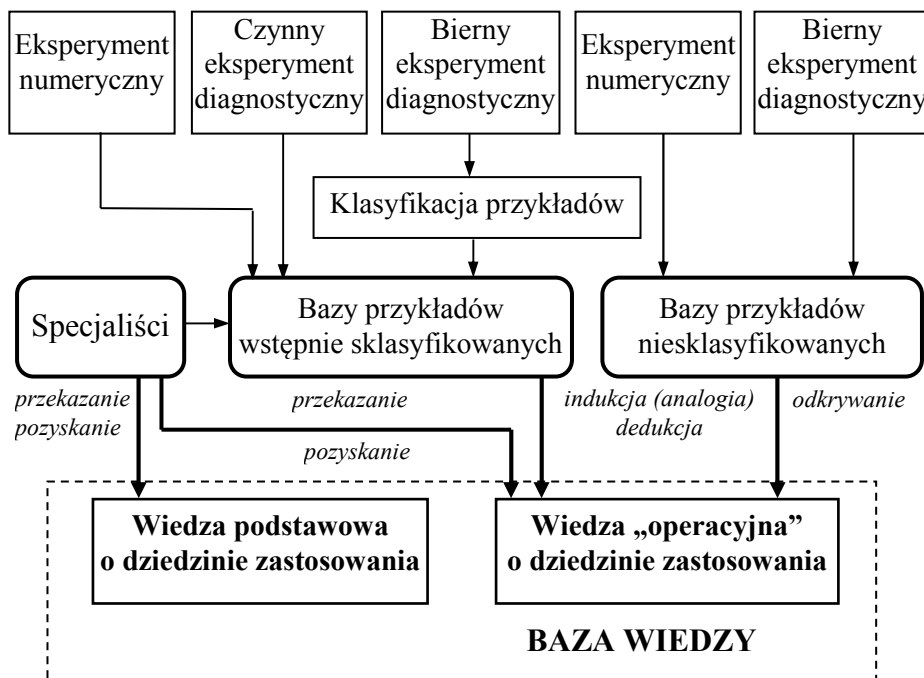 Eksperyment
numeryczny
Czynny
eksperyment
diagnostyczny
Bierny
eksperyment
diagnostyczny
Eksperyment
numeryczny
Bierny
eksperyment
diagnostyczny
Klasyfikacja przykładów
Specjaliści
Bazy przykładów
wstępnie sklasyfikowanych
Bazy przykładów
niesklasyfikowanych
przekazanie
pozyskanie
przekazanie
pozyskanie
indukcja (analogia)
dedukcja
odkrywanie
Wiedza podstawowa
o dziedzinie zastosowania
Wiedza „operacyjna”
o dziedzinie zastosowania
BAZA WIEDZY